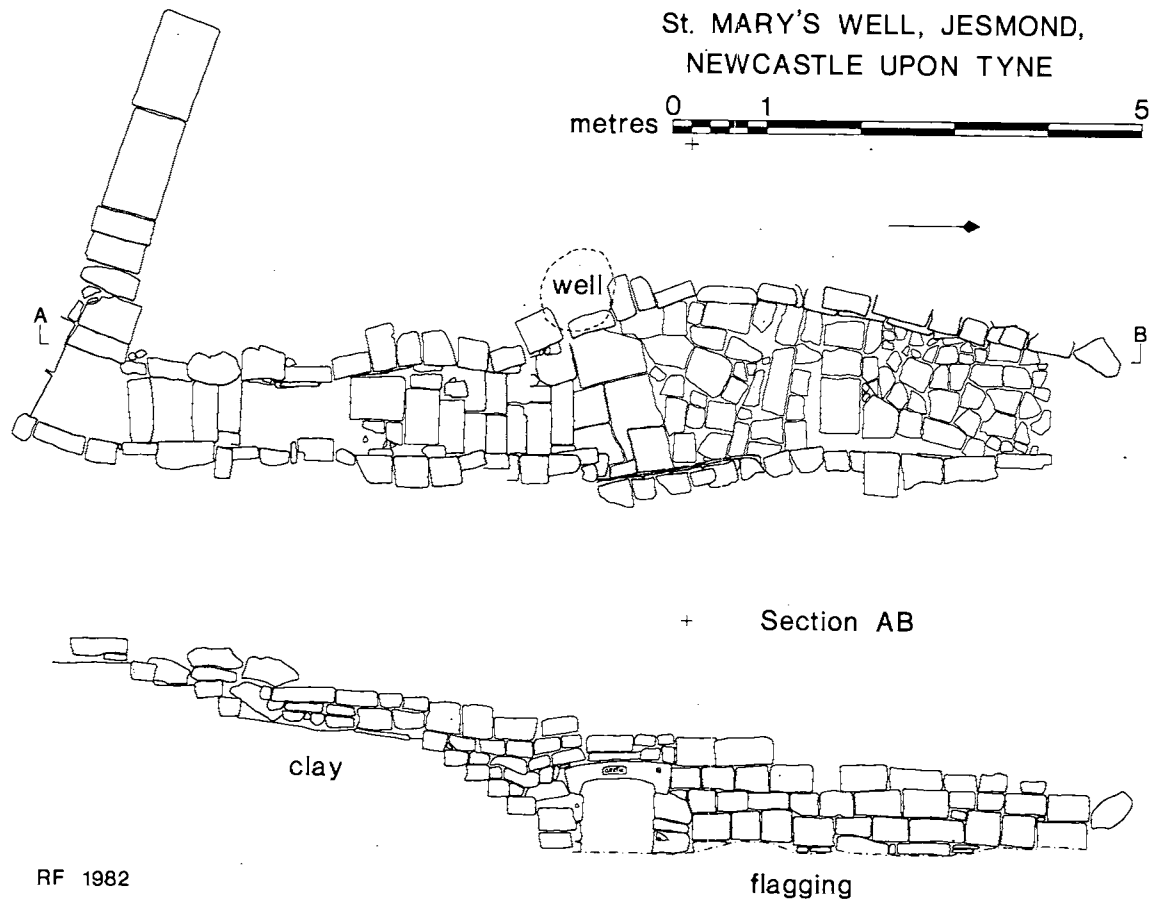 St. MARY'S WELL, JESMOND,
NEWCASTLE UPON TYNE
0 1 5
metres
well
A
B
Section AB
clay
flagging
RF 1982